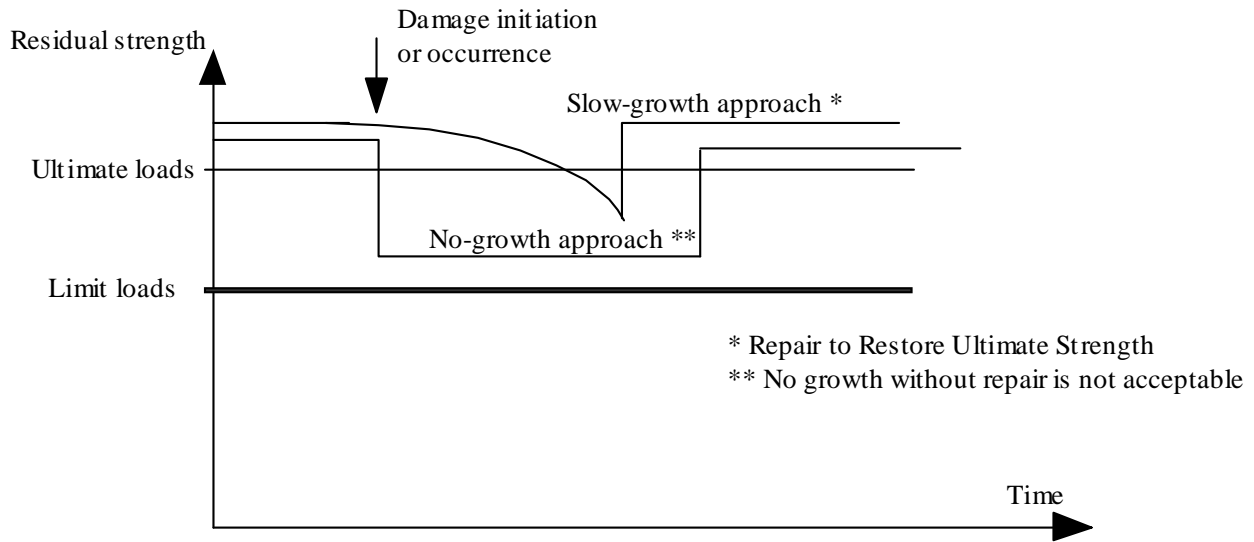 Damage initiation
or occurrence
Residual strength
Slow-growth approach *
Ultimate loads
No-growth approach **
Limit loads
* Repair to Restore Ultimate Strength
** No growth without repair is not acceptable
Time